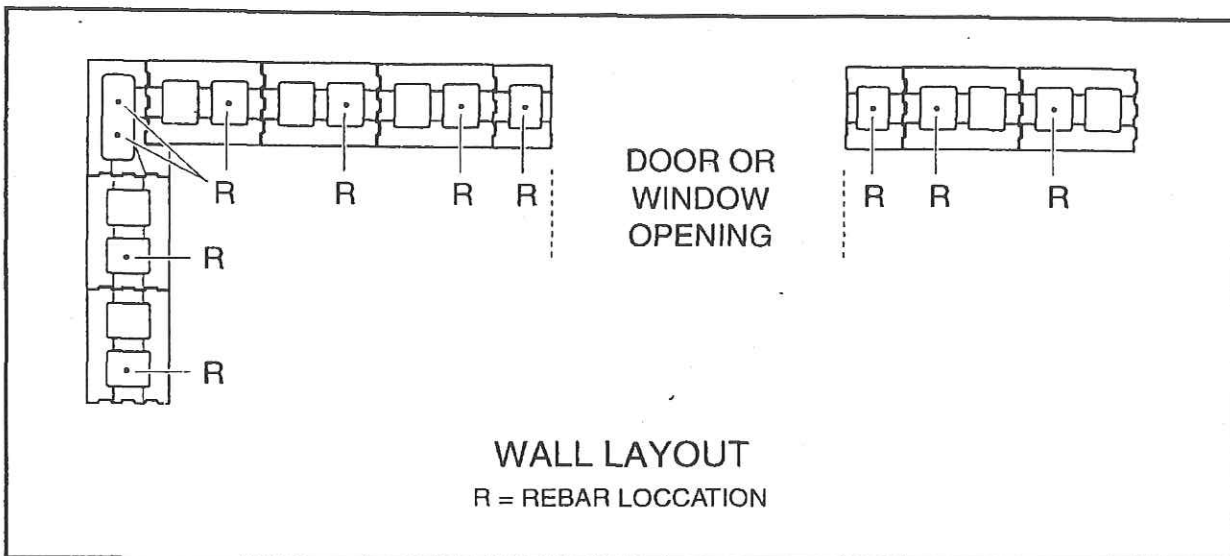 R
R
R
R
DOOR OR
WINDOW
OPENING
R
R
R
R
R
WALL LAYOUT
R = REBAR LOCCATION